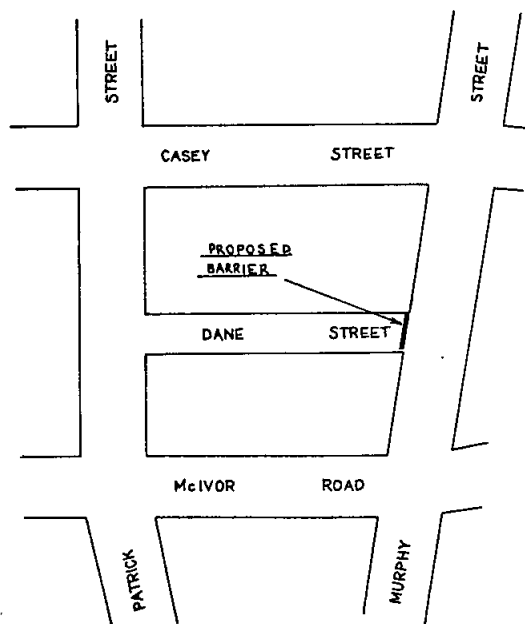 STREET
STREET
CASEY STREET
PROPOSED
BARRIER
DANE STREET
McIVOR ROAD
PATRICK
MURPHY